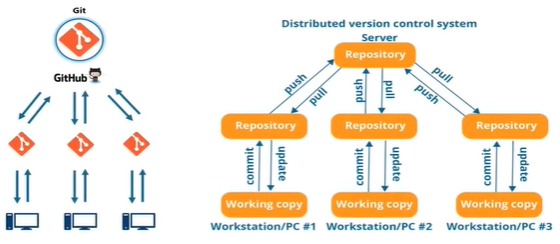 Git
GitHub
Distributed version control system
Server
Repository
push
pull
push
pull
pull
push
Repository
Repository
Repository
commit
update
commit
update
commit
update
Working copy
Working copy
Working copy
Workstation/PC #1
Workstation/PC #2
Workstation/PC #3